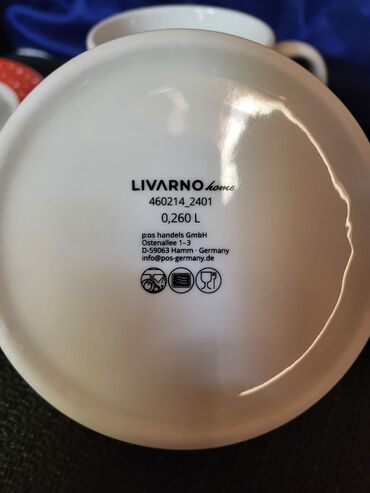 LIVARNO home
460214_2401
0,260 L
p:os handels GmbH
Ostenallee 1–3
D-59063 Hamm · Germany
info@pos-germany.de